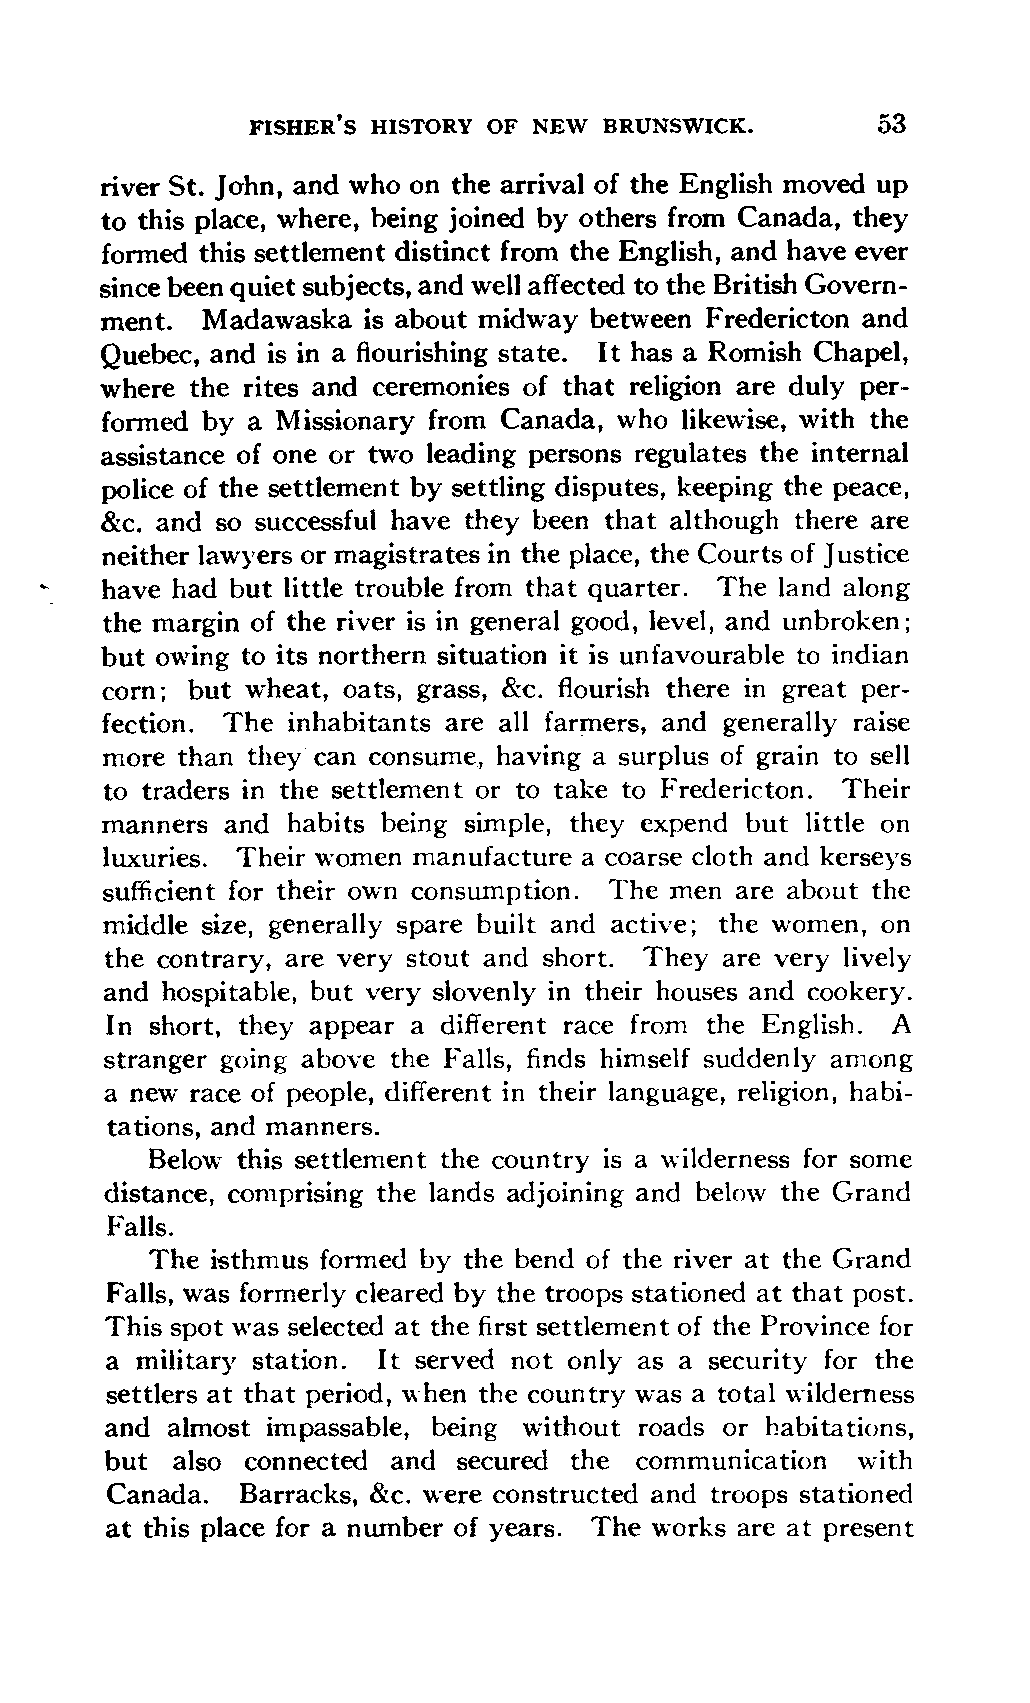 FISHER'S HISTORY OF NEW BRUNSWICK. 53
river St. John, and who on the arrival of the English moved up
to this place, where, being joined by others from Canada, they
formed this settlement distinct from the English, and have ever
since been quiet subjects, and well affected to the British Govern-
ment. Madawaska is about midway between Fredericton and
Quebec, and is in a flourishing state. It has a Romish Chapel,
where the rites and ceremonies of that religion are duly per-
formed by a Missionary from Canada, who likewise, with the
assistance of one or two leading persons regulates the internal
police of the settlement by settling disputes, keeping the peace,
&c. and so successful have they been that although there are
neither lawyers or magistrates in the place, the Courts of Justice
have had but little trouble from that quarter. The land along
the margin of the river is in general good, level, and unbroken;
but owing to its northern situation it is unfavourable to indian
corn; but wheat, oats, grass, &c. flourish there in great per-
fection. The inhabitants are all farmers, and generally raise
more than they can consume, having a surplus of grain to sell
to traders in the settlement or to take to Fredericton. Their
manners and habits being simple, they expend but little on
luxuries. Their women manufacture a coarse cloth and kerseys
sufficient for their own consumption. The men are about the
middle size, generally spare built and active; the women, on
the contrary, are very stout and short. They are very lively
and hospitable, but very slovenly in their houses and cookery.
In short, they appear a different race from the English. A
stranger going above the Falls, finds himself suddenly among
a new race of people, different in their language, religion, habi-
tations, and manners.
Below this settlement the country is a wilderness for some
distance, comprising the lands adjoining and below the Grand
Falls.
The isthmus formed by the bend of the river at the Grand
Falls, was formerly cleared by the troops stationed at that post.
This spot was selected at the first settlement of the Province for
a military station. It served not only as a security for the
settlers at that period, when the country was a total wilderness
and almost impassable, being without roads or habitations,
but also connected and secured the communication with
Canada. Barracks, &c. were constructed and troops stationed
at this place for a number of years. The works are at present